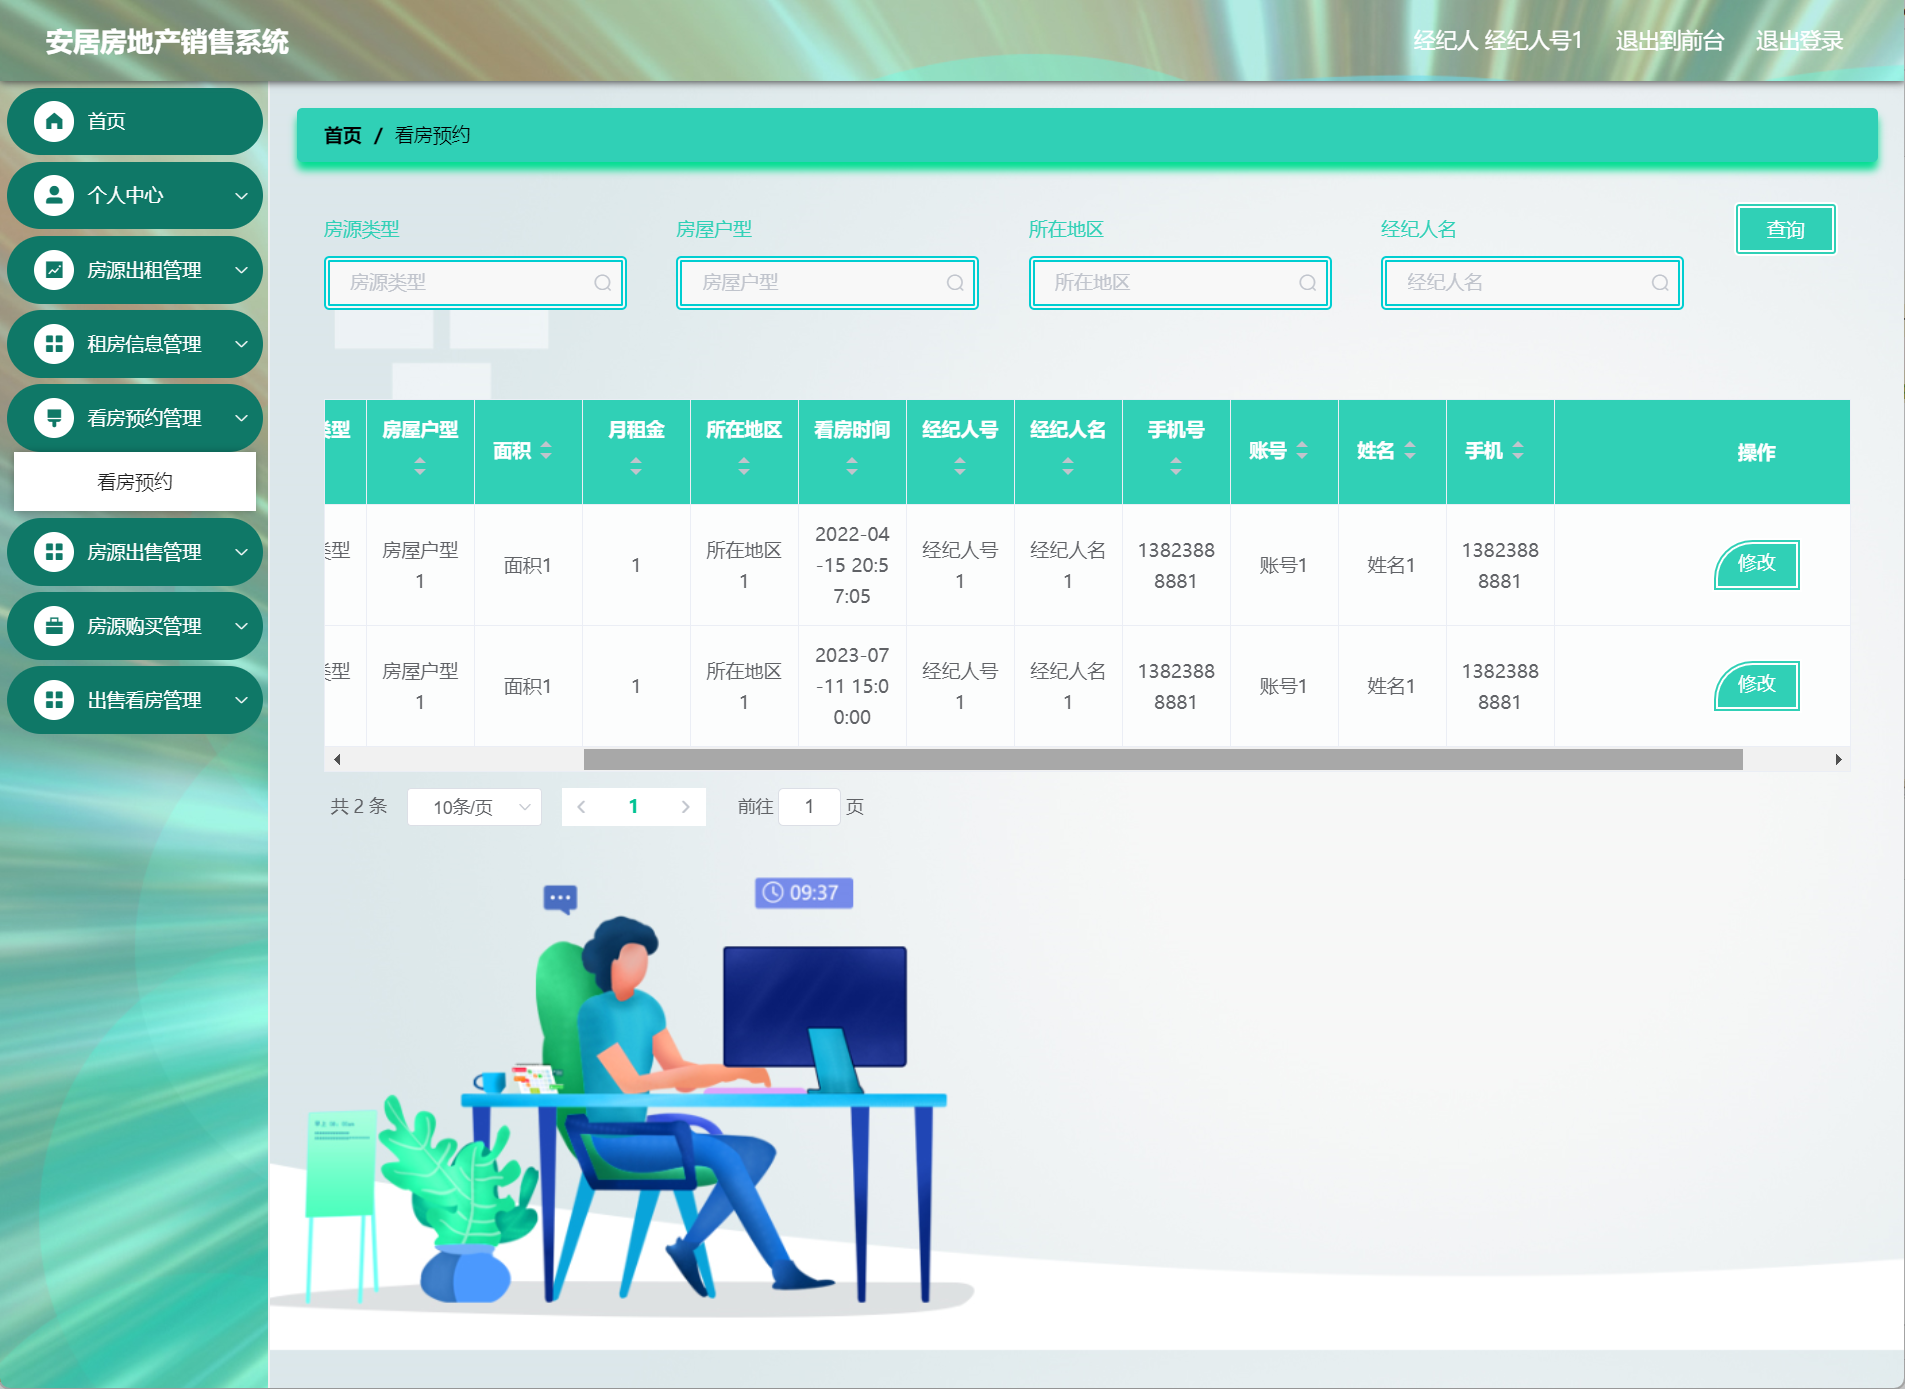 安居房地产销售系统
经纪人 经纪人号1 退出到前台 退出登录
首页
个人中心
房源出租管理
租房信息管理
看房预约管理
看房预约
房源出售管理
房源购买管理
出售看房管理
首页 / 看房预约
房源类型 房屋户型 所在地区 经纪人名 查询
房源类型 房屋户型 所在地区 经纪人名
类型 房屋户型 面积 月租金 所在地区 看房时间 经纪人号 经纪人名 手机号 账号 姓名 手机 操作
类型 房屋户型 所在地区 2022-04 经纪人号 经纪人名 1382388 1382388
面积1 1 -15 20:5 账号1 姓名1 修改
1 1 7:05 1 1 8881 8881
类型 房屋户型 所在地区 2023-07 经纪人号 经纪人名 1382388 1382388
面积1 1 -11 15:0 账号1 姓名1 修改
1 1 0:00 1 1 8881 8881
共 2 条 10条/页 1 前往 1 页
09:37